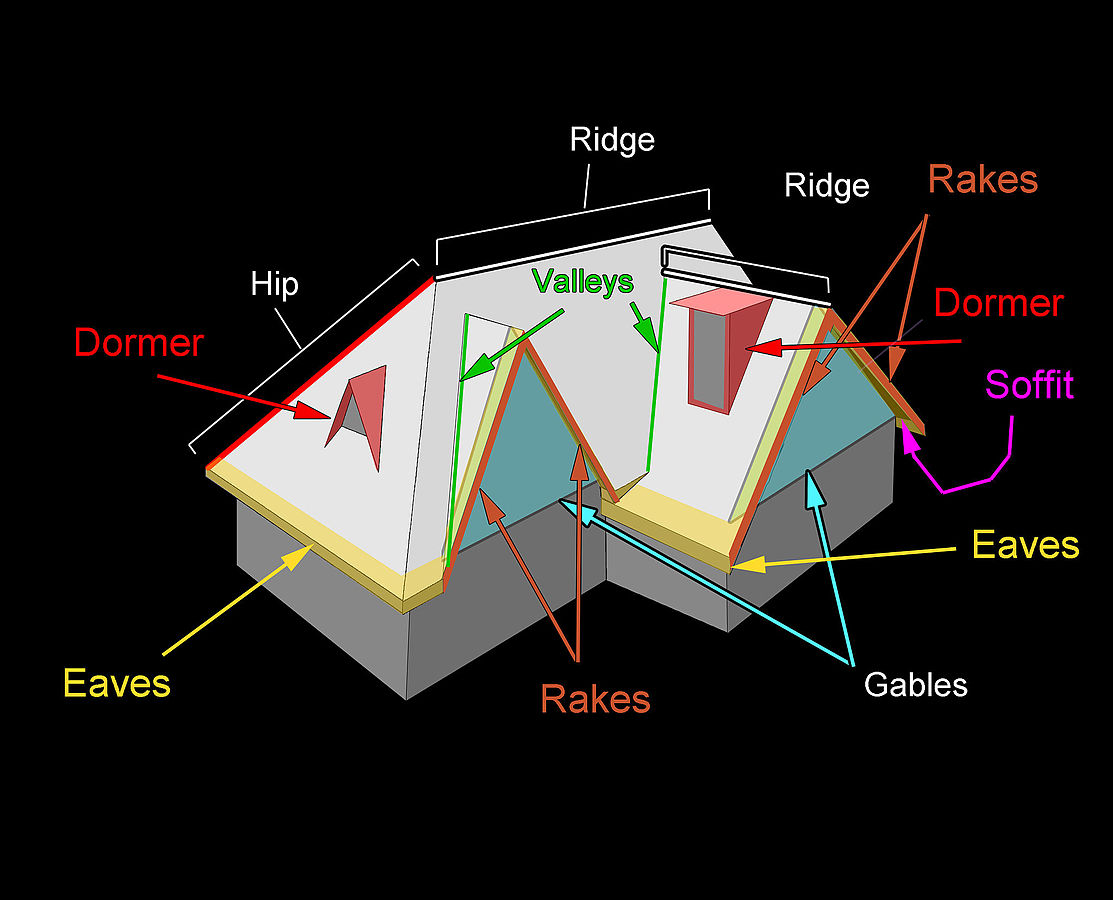 Ridge
Ridge
Rakes
Hip
Valleys
Dormer
Dormer
Soffit
Eaves
Eaves
Rakes
Gables